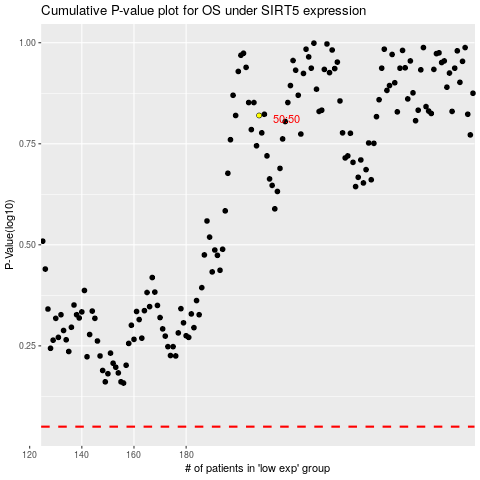 Cumulative P-value plot for OS under SIRT5 expression
P-Value(log10)
1.00
0.75
0.50
0.25
50:50
120 140 160 180
# of patients in 'low exp' group